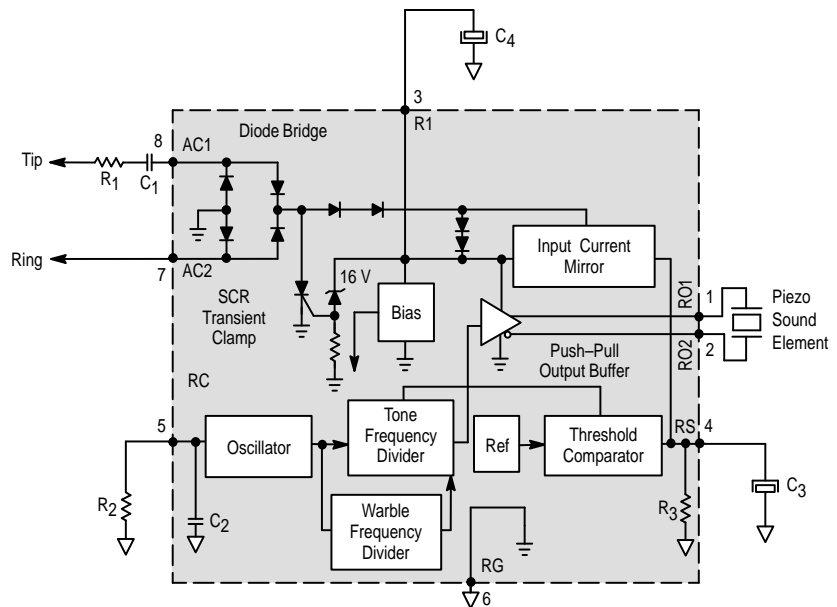 C4
3
R1
Diode Bridge
8
AC1
Tip
R1
C1
Ring
7
AC2
Input Current
Mirror
SCR
Transient
Clamp
16 V
Bias
RO1
1
Piezo
Sound
Element
RO2
2
Push–Pull
Output Buffer
RC
5
Oscillator
Tone
Frequency
Divider
Ref
Threshold
Comparator
RS
4
R2
C2
Warble
Frequency
Divider
R3
C3
RG
6